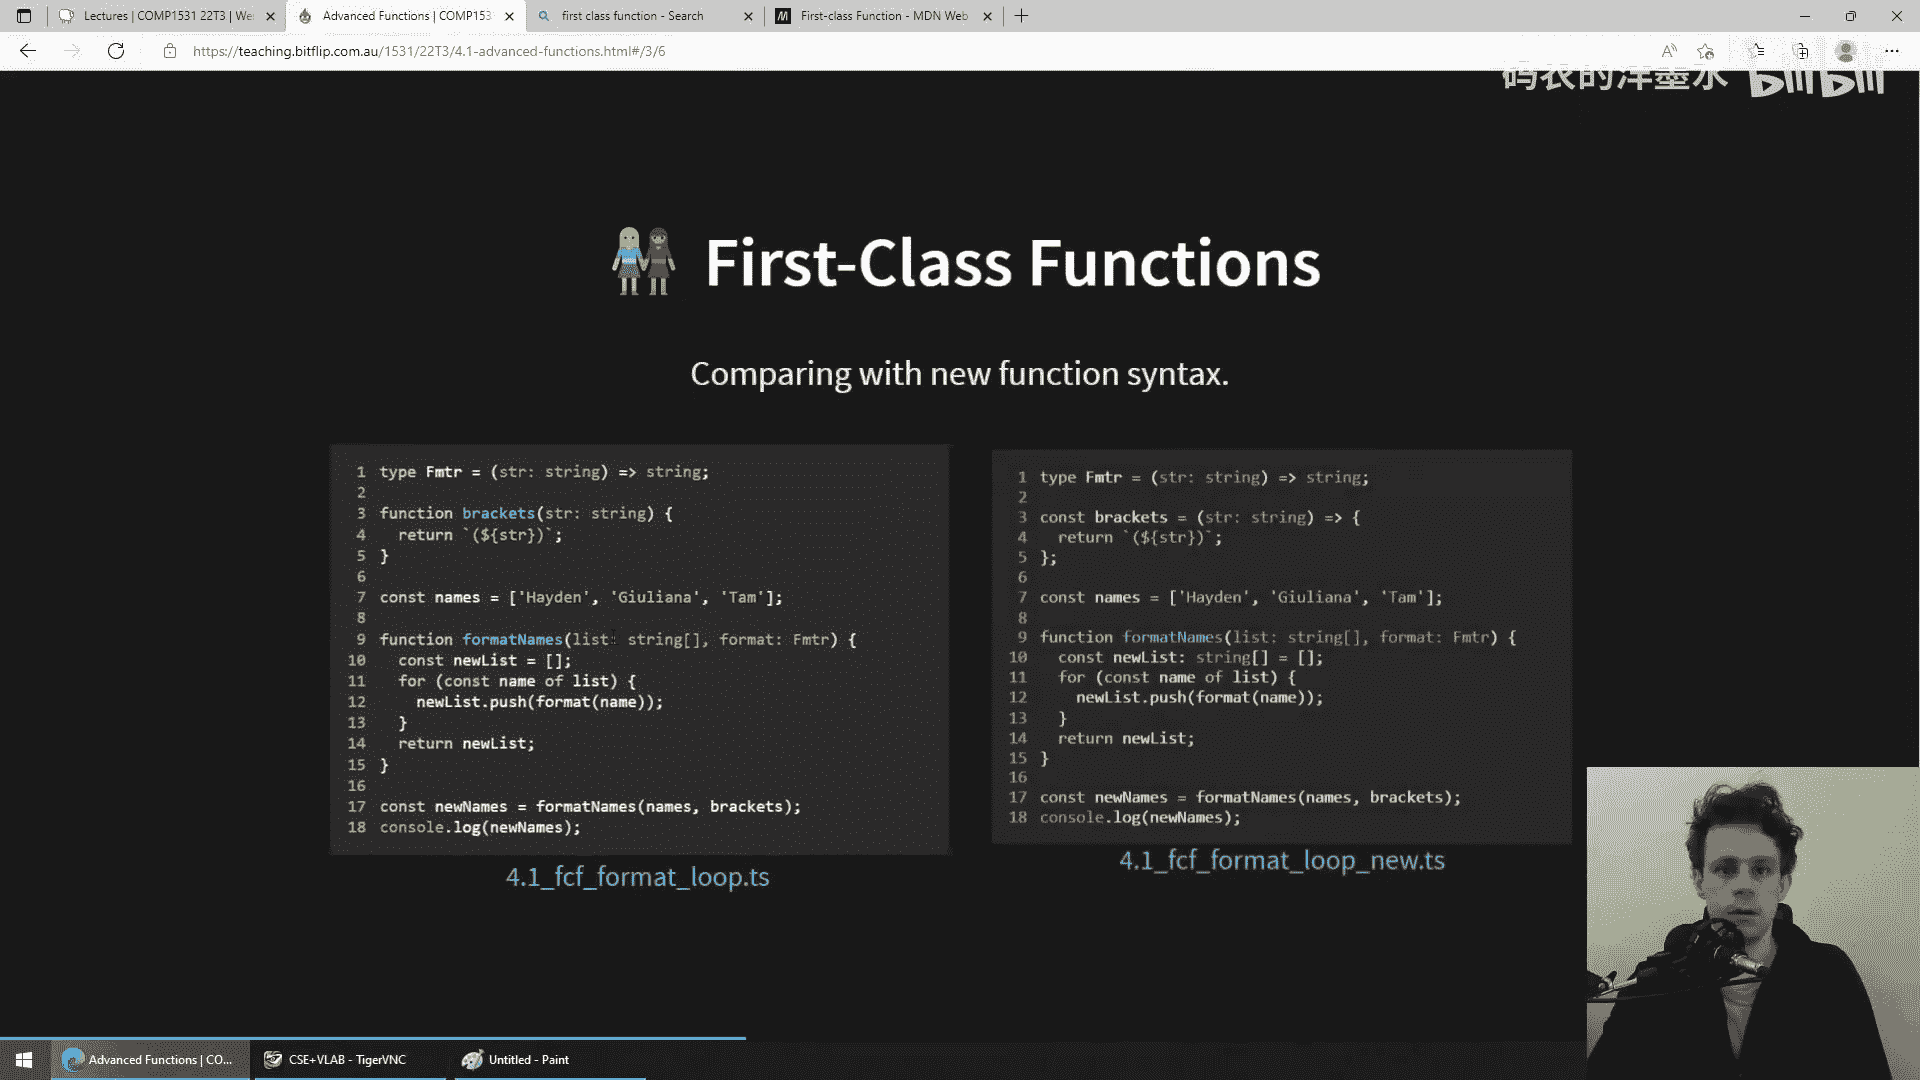 Lectures | COMP1531 22T3 | We
Advanced Functions | COMP153
first class function - Search
First-class Function - MDN Web
https://teaching.bitflip.com.au/1531/22T3/4.1-advanced-functions.html#/3/6
码农的洋墨水 bilibili
First-Class Functions
Comparing with new function syntax.
1 type Fmtr = (str: string) => string;
2
3 function brackets(str: string) {
4 return `(${str})`;
5 }
6
7 const names = ['Hayden', 'Giuliana', 'Tam'];
8
9 function formatNames(list: string[], format: Fmtr) {
10 const newList = [];
11 for (const name of list) {
12 newList.push(format(name));
13 }
14 return newList;
15 }
16
17 const newNames = formatNames(names, brackets);
18 console.log(newNames);
4.1_fcf_format_loop.ts
1 type Fmtr = (str: string) => string;
2
3 const brackets = (str: string) => {
4 return `(${str})`;
5 };
6
7 const names = ['Hayden', 'Giuliana', 'Tam'];
8
9 function formatNames(list: string[], format: Fmtr) {
10 const newList: string[] = [];
11 for (const name of list) {
12 newList.push(format(name));
13 }
14 return newList;
15 }
16
17 const newNames = formatNames(names, brackets);
18 console.log(newNames);
4.1_fcf_format_loop_new.ts
Advanced Functions | CO...
CSE+VLAB - TigerVNC
Untitled - Paint